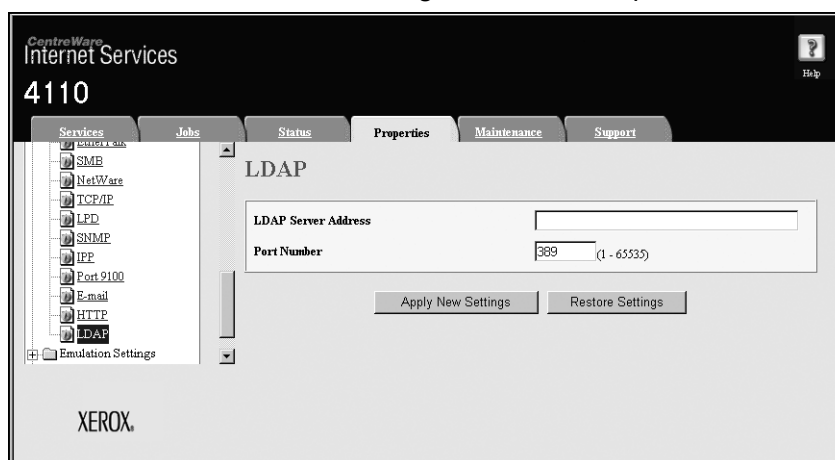 CentreWare
Internet Services
4110
Help
Services Jobs Status Properties Maintenance Support
EtherTalk
SMB
NetWare
TCP/IP
LPD
SNMP
IPP
Port 9100
E-mail
HTTP
LDAP
Emulation Settings
LDAP
LDAP Server Address
Port Number 389 (1 - 65535)
Apply New Settings Restore Settings
XEROX.